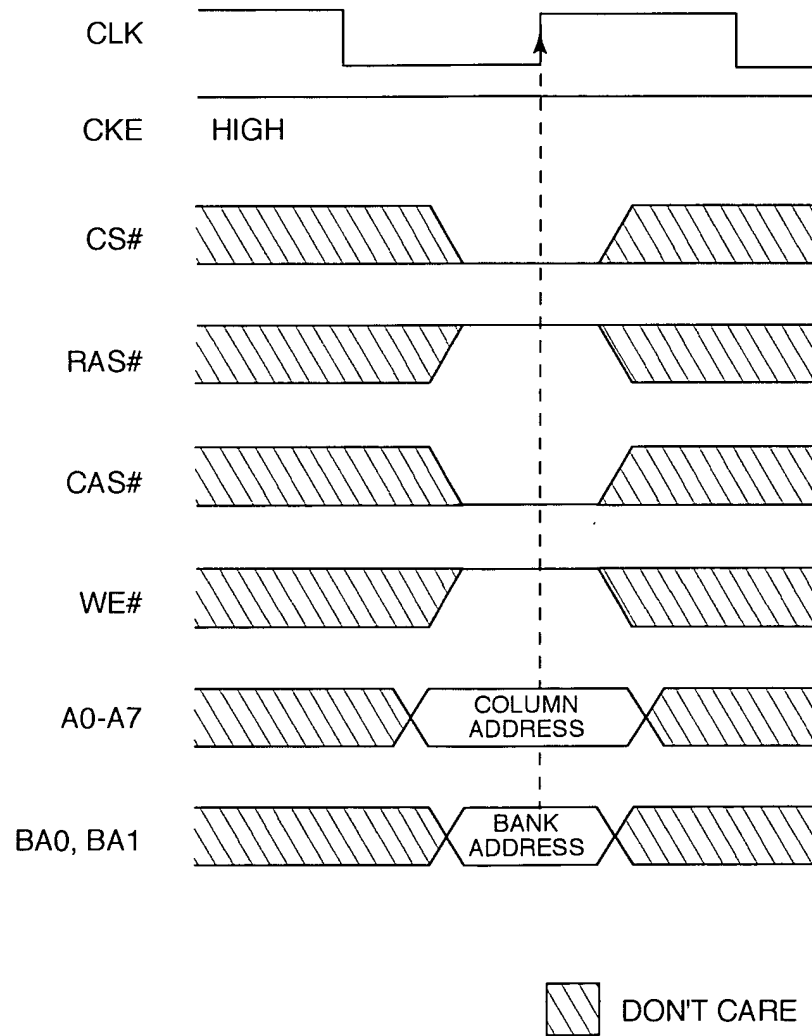 CLK
CKE HIGH
CS#
RAS#
CAS#
WE#
A0-A7 COLUMN
ADDRESS
BA0, BA1 BANK
ADDRESS
DON'T CARE